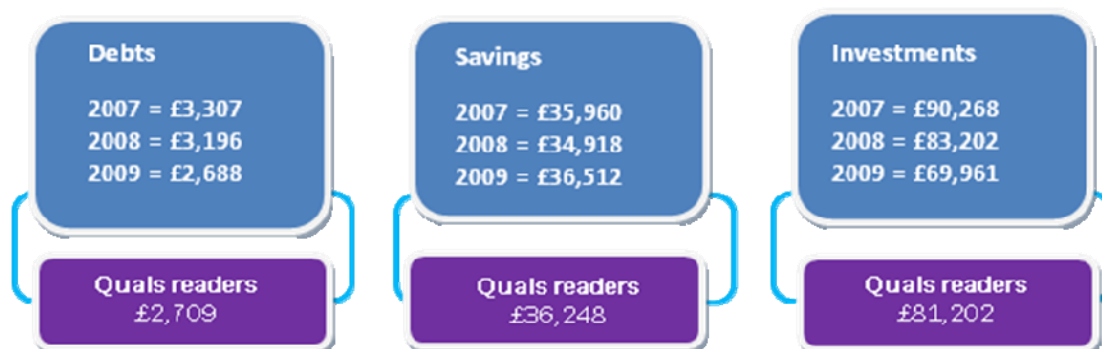 Debts
2007 = £3,307
2008 = £3,196
2009 = £2,688
Quals readers
£2,709
Savings
2007 = £35,960
2008 = £34,918
2009 = £36,512
Quals readers
£36,248
Investments
2007 = £90,268
2008 = £83,202
2009 = £69,961
Quals readers
£81,202